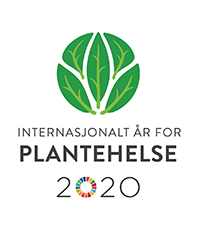 INTERNASJONALT ÅR FOR
PLANTEHELSE
2020